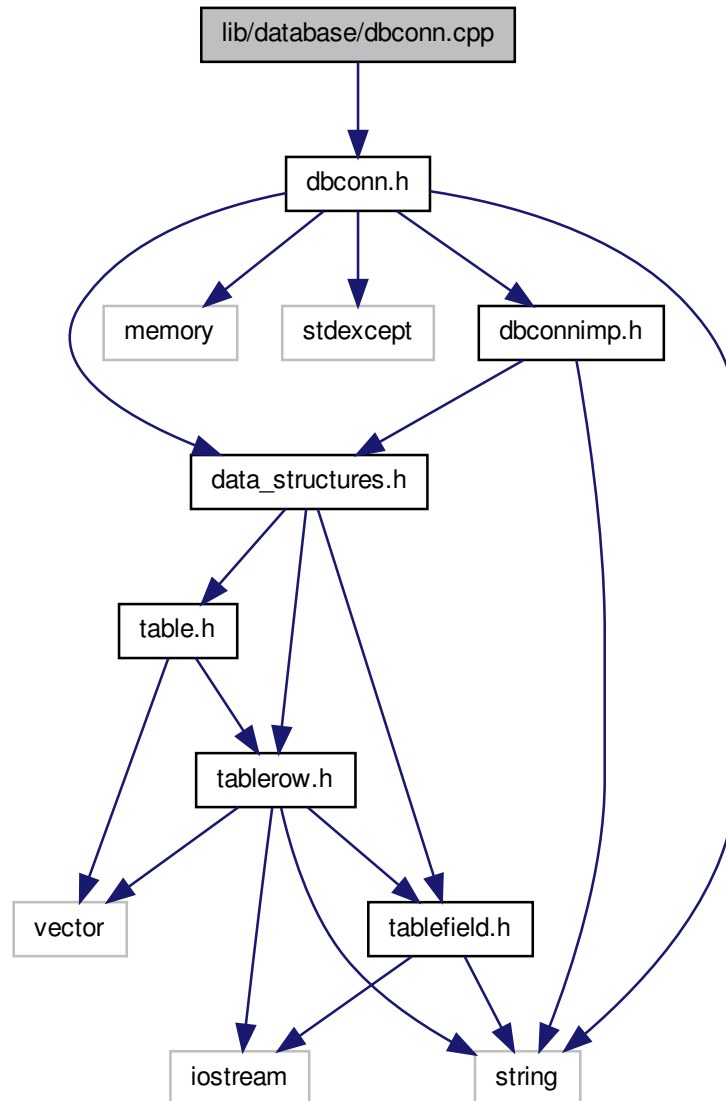 lib/database/dbconn.cpp
dbconn.h
memory
stdexcept
dbconnimp.h
data_structures.h
table.h
tablerow.h
vector
tablefield.h
iostream
string